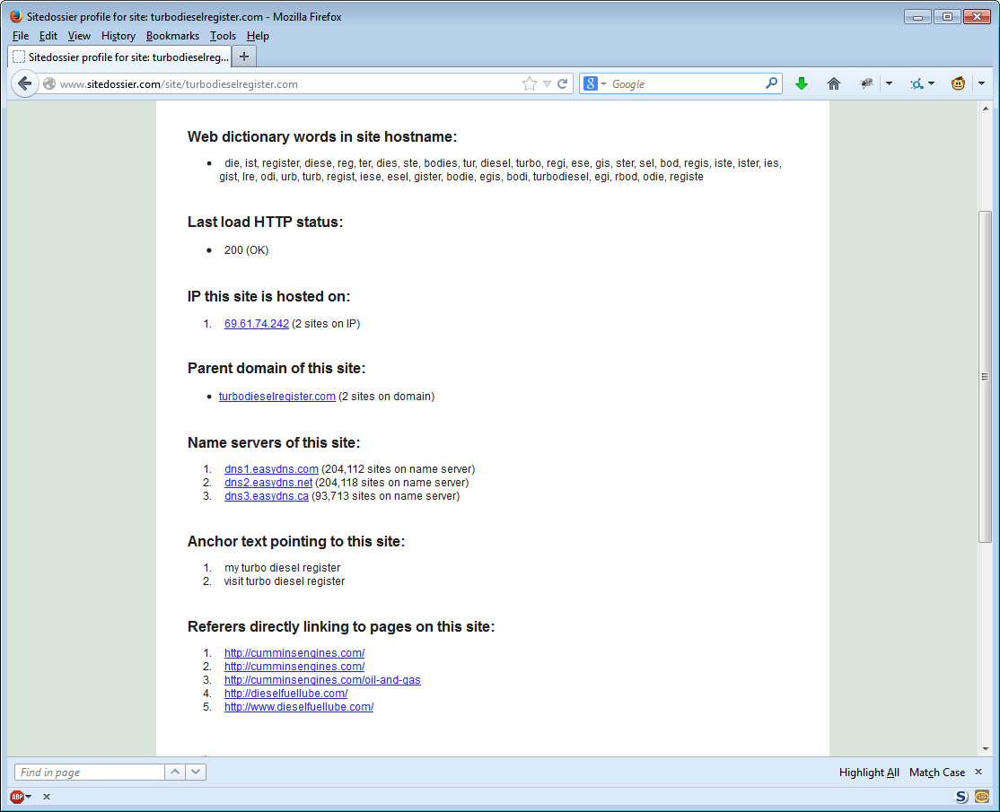 Sitedossier profile for site: turbodieselregister.com - Mozilla Firefox
File Edit View History Bookmarks Tools Help
Sitedossier profile for site: turbodieselreg...
www.sitedossier.com/site/turbodieselregister.com
8 Google
Web dictionary words in site hostname:
• die, ist, register, diese, reg, ter, dies, ste, bodies, tur, diesel, turbo, regi, ese, gis, ster, sel, bod, regis, iste, ister, ies,
gist, lre, odi, urb, turb, regist, iese, esel, gister, bodie, egis, bodi, turbodiesel, egi, rbod, odie, registe
Last load HTTP status:
• 200 (OK)
IP this site is hosted on:
1. 69.61.74.242 (2 sites on IP)
Parent domain of this site:
• turbodieselregister.com (2 sites on domain)
Name servers of this site:
1. dns1.easydns.com (204,112 sites on name server)
2. dns2.easydns.net (204,118 sites on name server)
3. dns3.easydns.ca (93,713 sites on name server)
Anchor text pointing to this site:
1. my turbo diesel register
2. visit turbo diesel register
Referers directly linking to pages on this site:
1. http://cumminsengines.com/
2. http://cumminsengines.com/
3. http://cumminsengines.com/oil-and-gas
4. http://dieselfuellube.com/
5. http://www.dieselfuellube.com/
Find in page
Highlight All Match Case
ABP
S